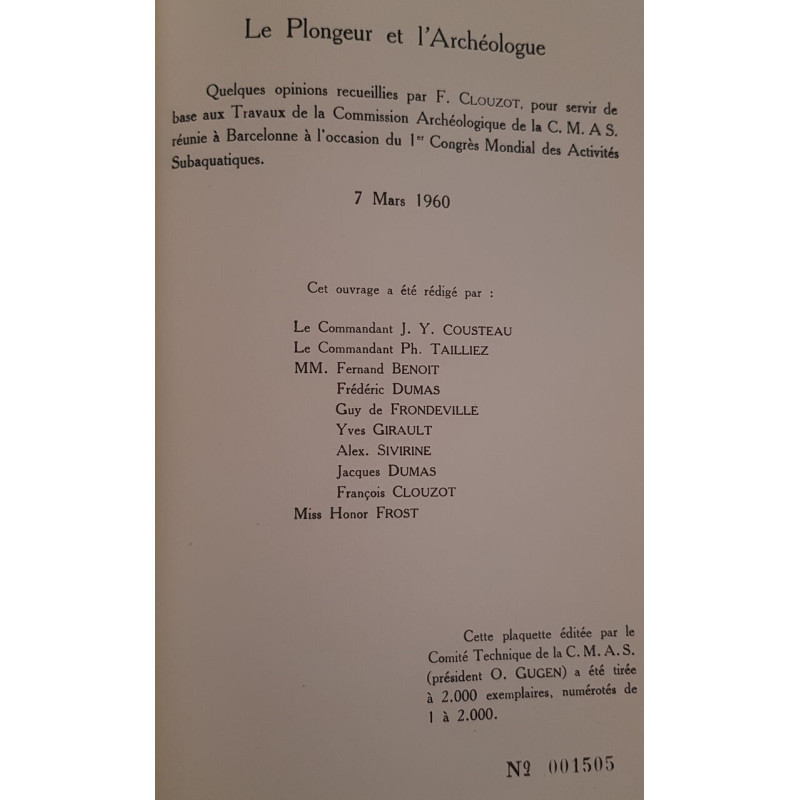 Le Plongeur et l'Archéologue
Quelques opinions recueillies par F. CLOUZOT, pour servir de
base aux Travaux de la Commission Archéologique de la C. M. A S.
réunie à Barcelonne à l'occasion du 1er Congrès Mondial des Activités
Subaquatiques.
7 Mars 1960
Cet ouvrage a été rédigé par :
Le Commandant J. Y. COUSTEAU
Le Commandant Ph. TAILLIEZ
MM. Fernand BENOIT
Frédéric DUMAS
Guy de FRONDEVILLE
Yves GIRAULT
Alex. SIVIRINE
Jacques DUMAS
François CLOUZOT
Miss Honor FROST
Cette plaquette éditée par le
Comité Technique de la C. M. A. S.
(président O. GUGEN) a été tirée
à 2.000 exemplaires, numérotés de
1 à 2.000.
Nº 001505